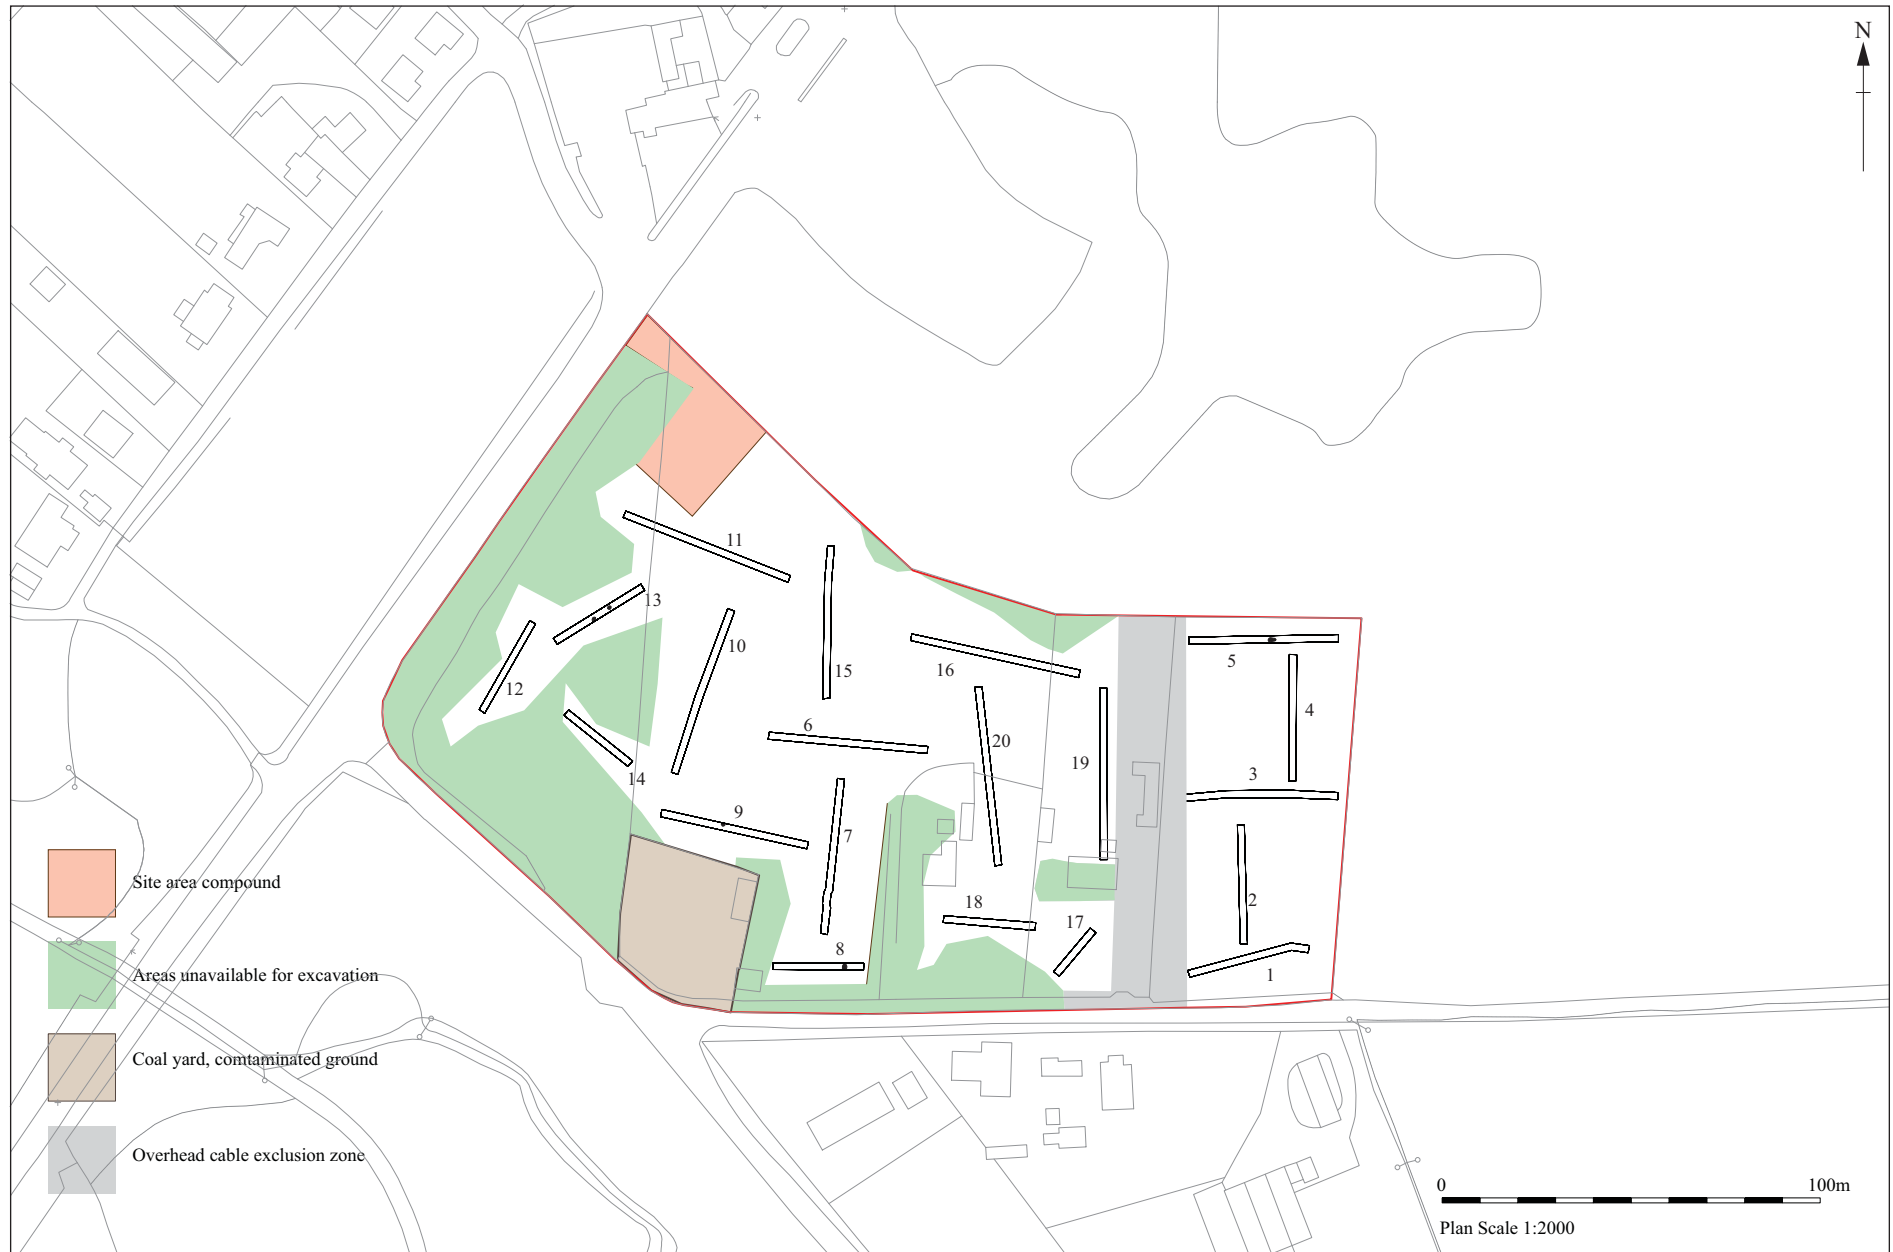 N
11
13
10
12
15
16
5
4
6
20
14
19
3
9
7
2
18
17
8
1
Site area compound
Areas unavailable for excavation
Coal yard, comtaminated ground
Overhead cable exclusion zone
0 100m
Plan Scale 1:2000